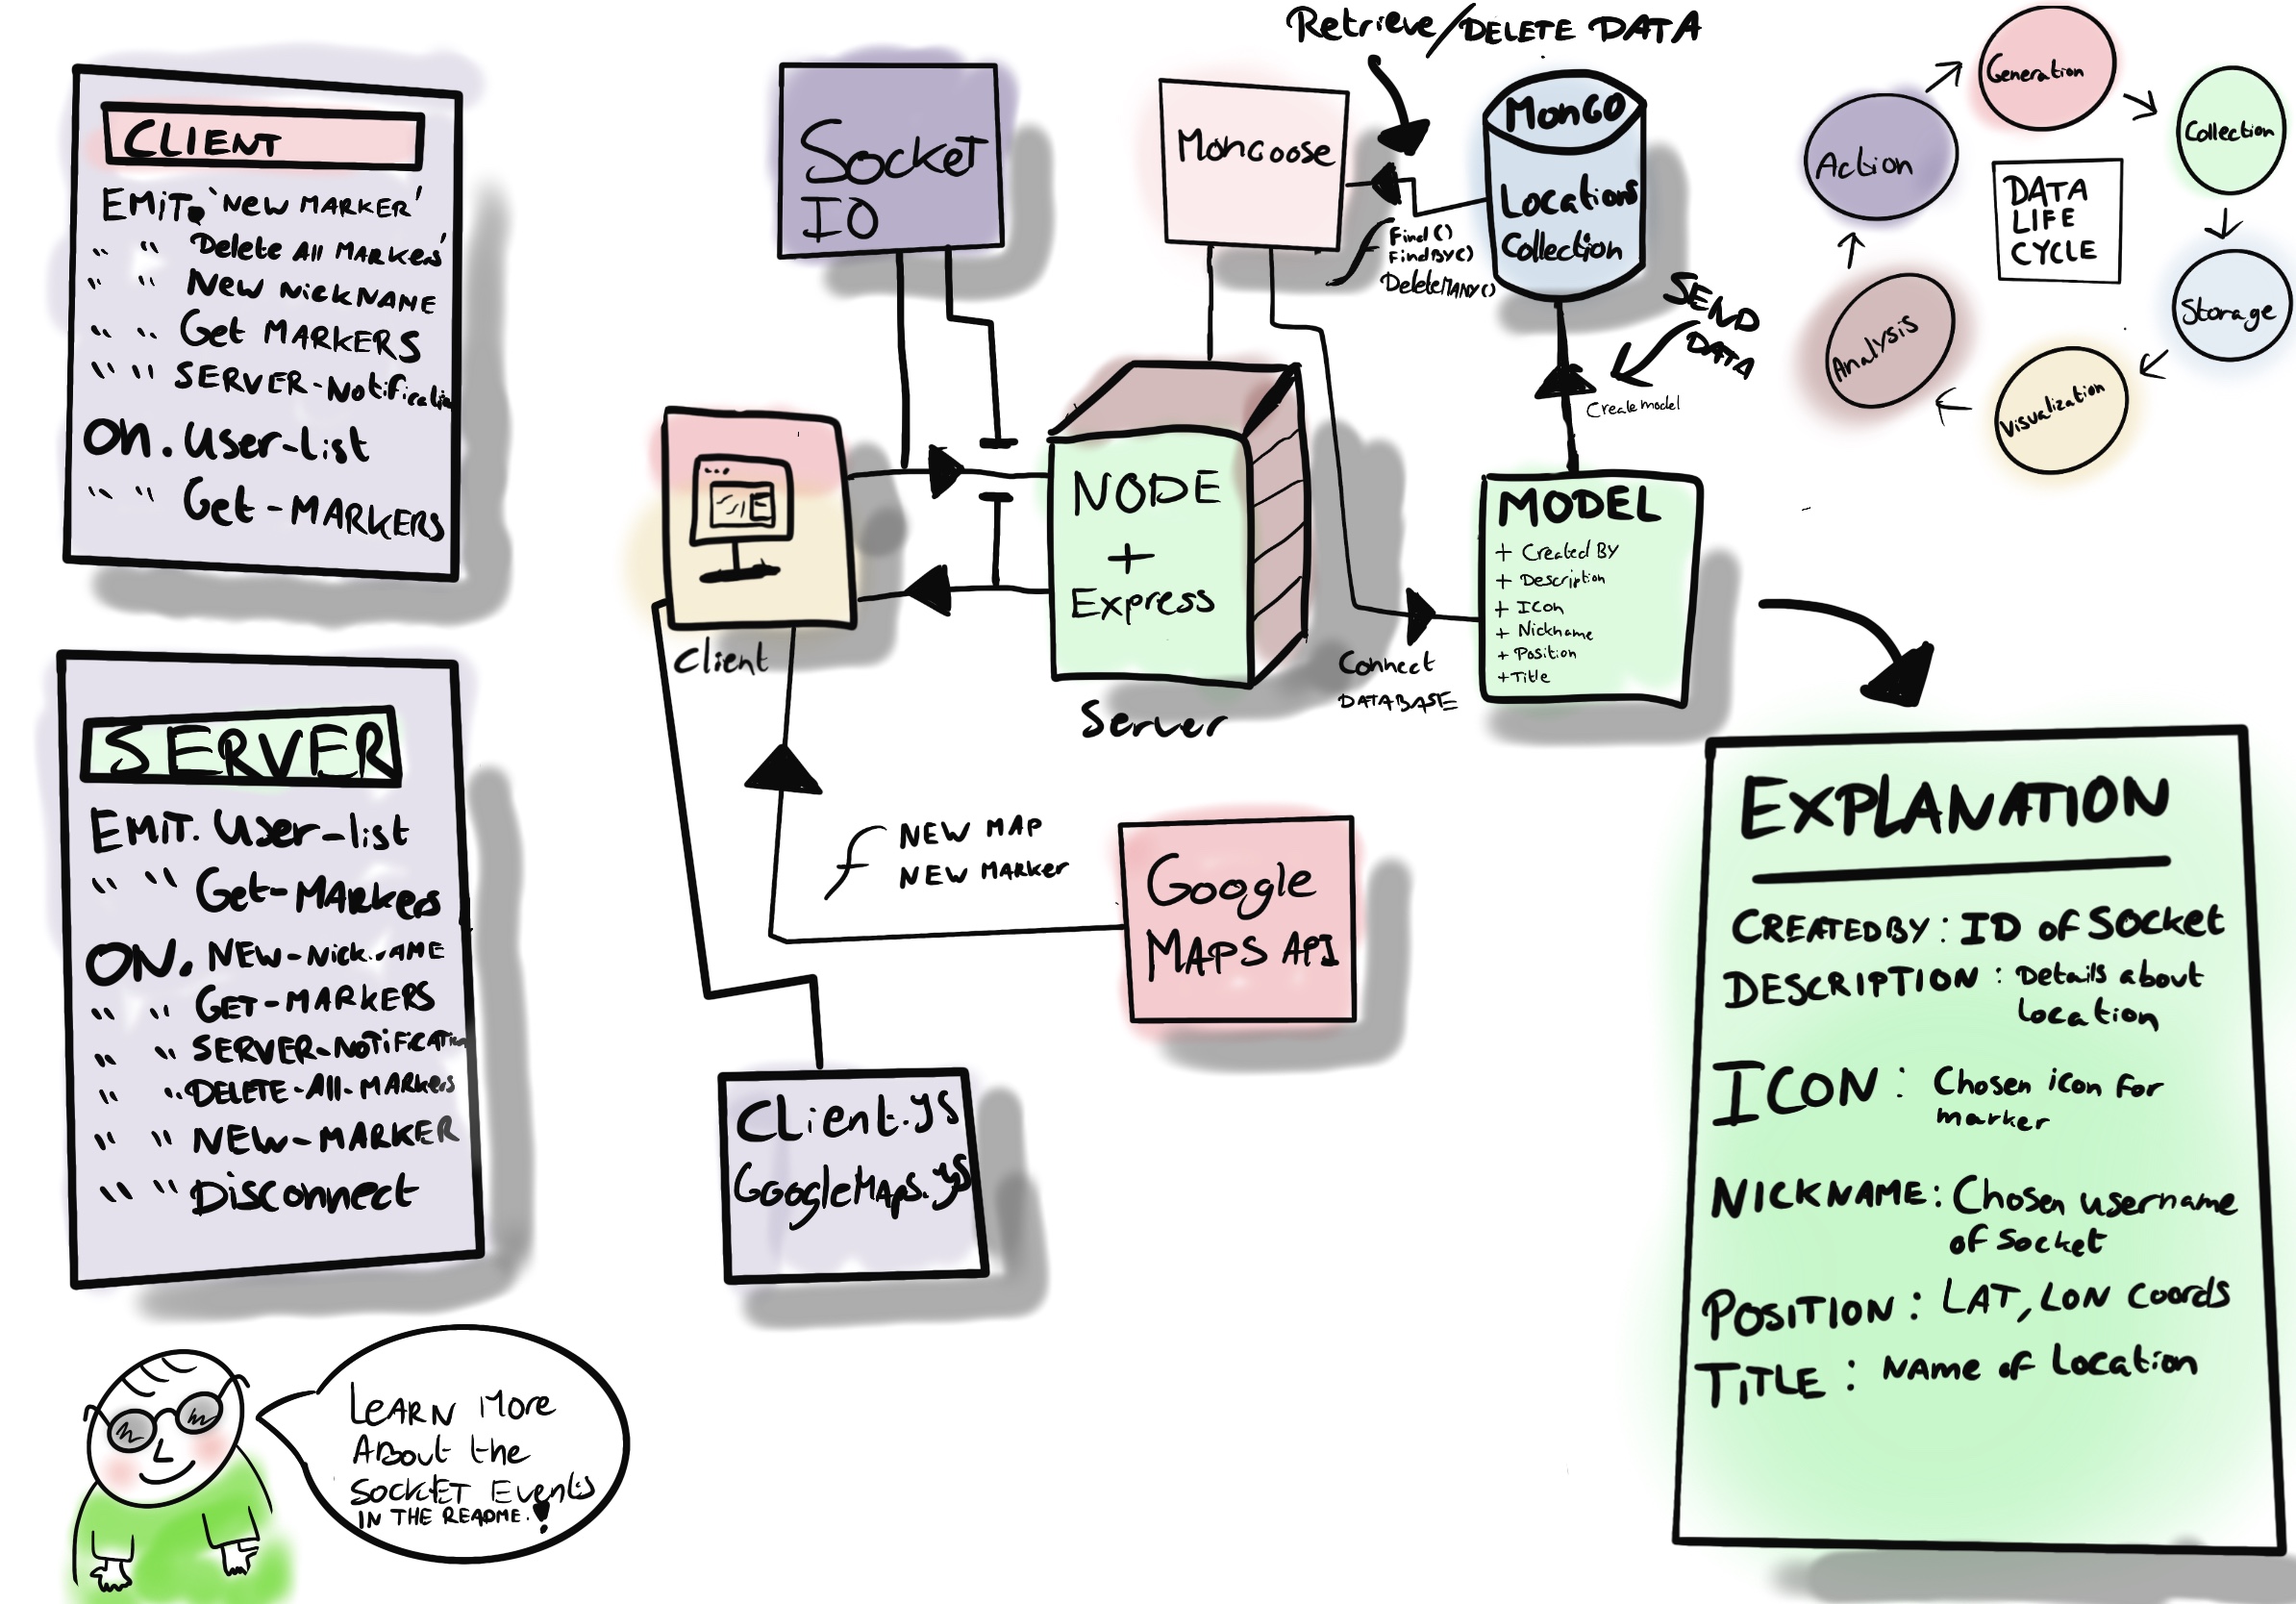 CLIENT
EMIT. 'NEW MARKER'
" " Delete All MARKERS'
" " NEW NICKNAME
" " Get MARKERS
" " SERVER-Notificatio
ON. User-list
" " Get-MARKERS
SERVER
EMIT. User-list
" " Get-MARKers
ON. NEW-NICK AME
" " GET-MARKERS
" " SERVER-NOTIFICATION
" " DELETE-All-MARKers
" " NEW-MARKER
" " Disconnect
LEARN More
About the
SOCKET Events
IN THE README.!
Socket
IO
Mongoose
Retrieve/DELETE DATA
MONGO
Locations
Collection
Find()
FindBY()
DeleteMANY()
SEND
DATA
Create model
Client
NODE
+
Express
Server
Connect
DATABASE
MODEL
+ Created By
+ Description
+ ICon
+ Nickname
+ Position
+ Title
NEW MAP
NEW MARKer
Google
MAPS API
Client.JS
GoogleMaps.JS
Generation
Collection
Storage
Visualization
Analysis
Action
DATA
LIFE
CYCLE
EXPLANATION
CREATEDBY: ID of SOCKET
DESCRIPTION: Details about
Location
ICON: Chosen icon for
marker
NICKNAME: Chosen username
of Socket
POSITION: LAT, LON Coords
TITLE: NAME of Location